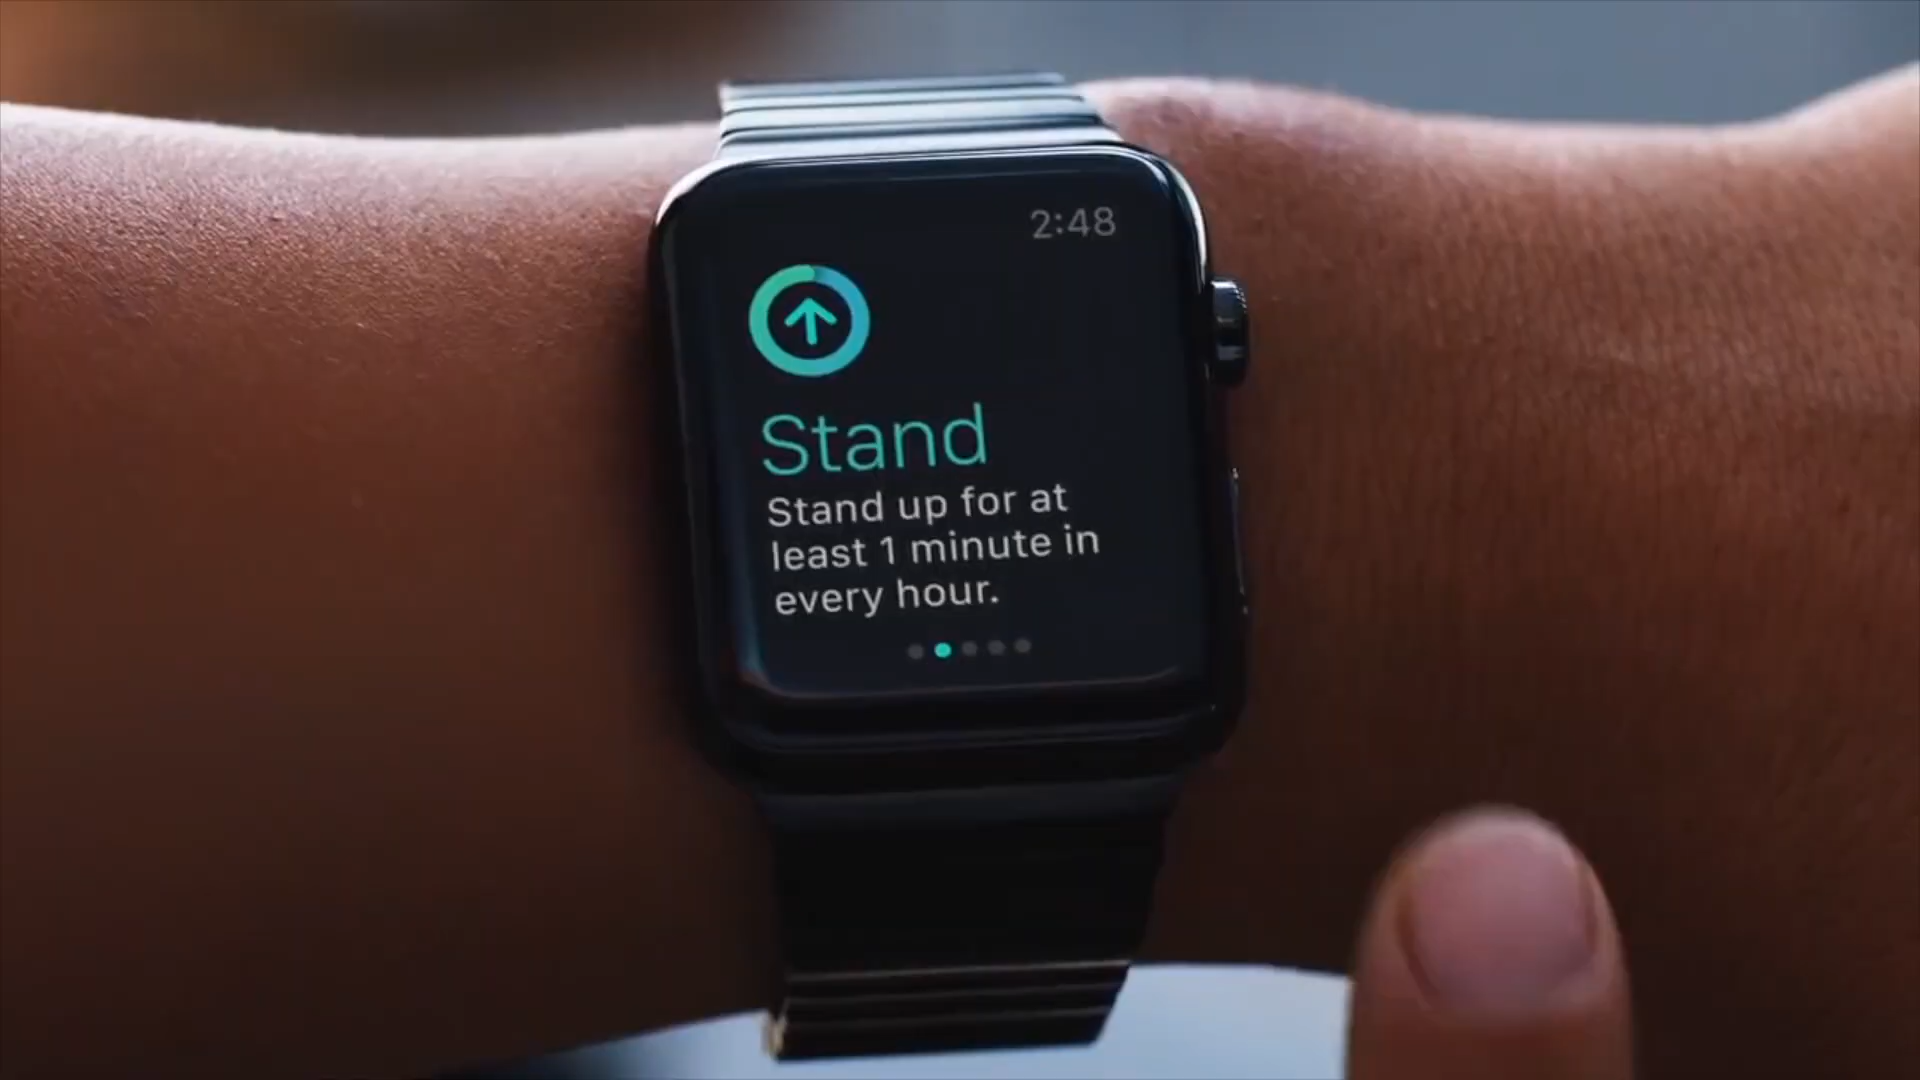 2:48
Stand
Stand up for at
least 1 minute in
every hour.